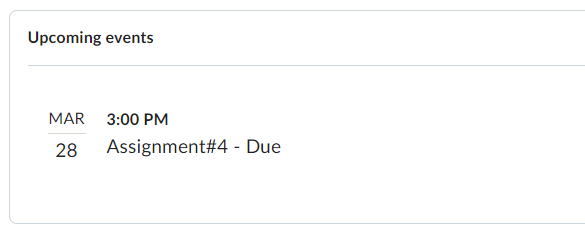 Upcoming events
MAR
28
3:00 PM
Assignment#4 - Due